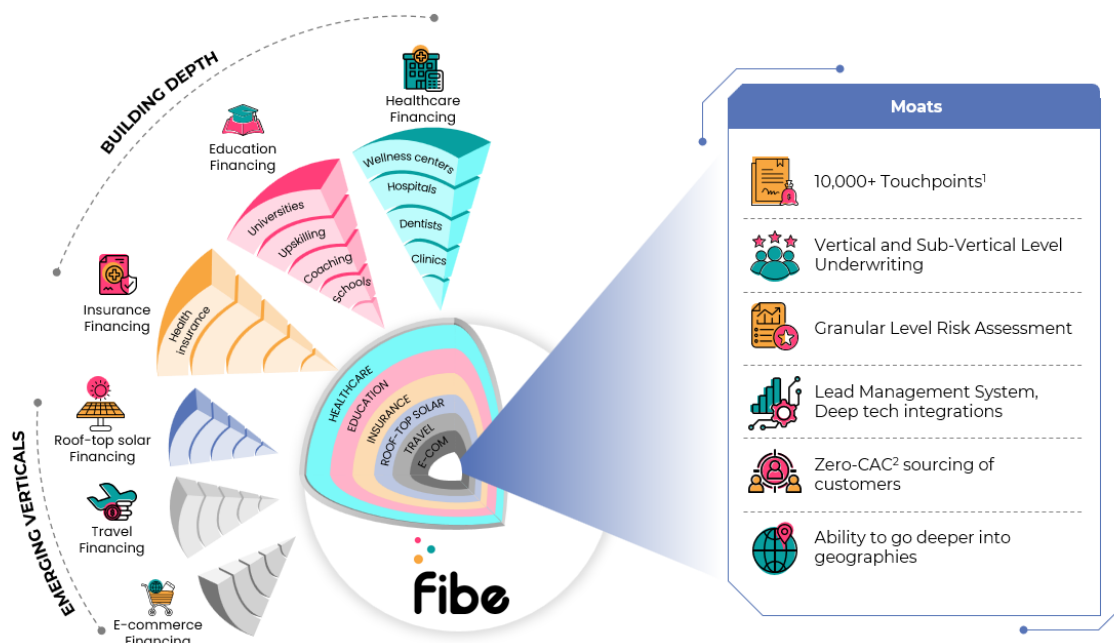 BUILDING DEPTH
Healthcare
Financing
Wellness centers
Hospitals
Dentists
Clinics
Education
Financing
Universities
Upskilling
Coaching
Schools
Insurance
Financing
Health
insurance
EMERGING VERTICALS
Roof-top solar
Financing
Travel
Financing
E-commerce
Financing
HEALTHCARE
EDUCATION
INSURANCE
ROOF-TOP SOLAR
TRAVEL
E-COM
Fibe
Moats
10,000+ Touchpoints¹
Vertical and Sub-Vertical Level
Underwriting
Granular Level Risk Assessment
Lead Management System,
Deep tech integrations
Zero-CAC² sourcing of
customers
Ability to go deeper into
geographies